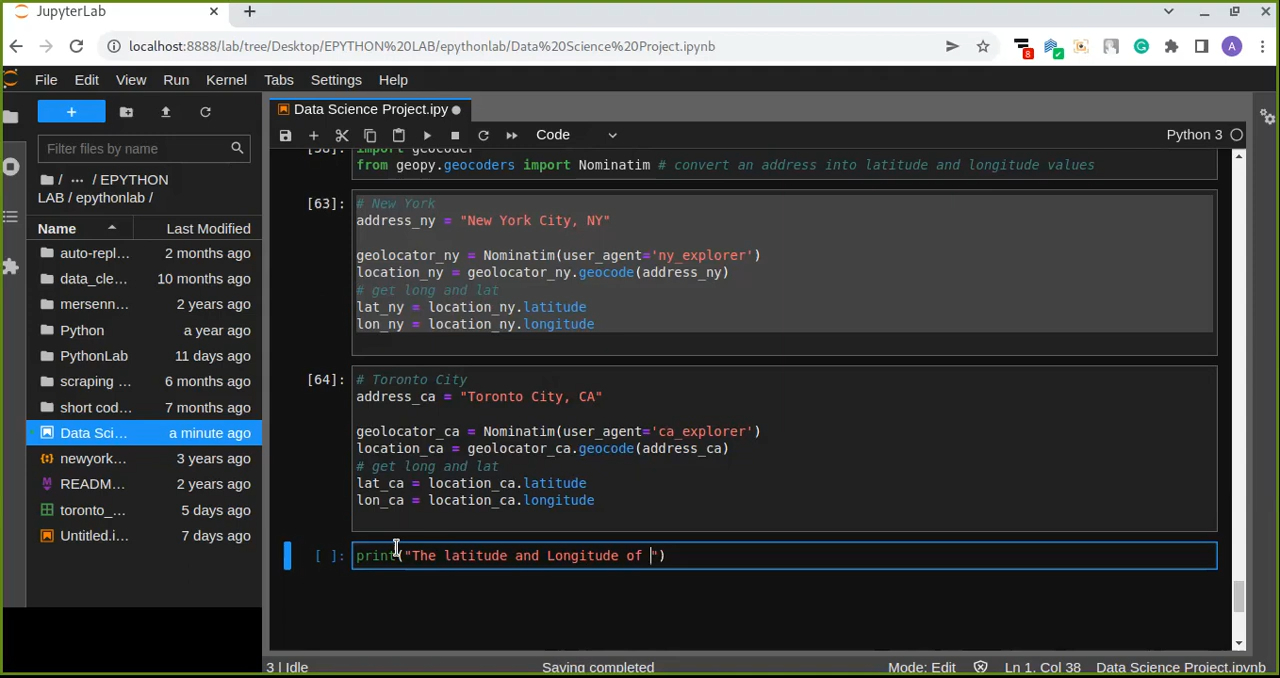 JupyterLab
localhost:8888/lab/tree/Desktop/EPYTHON%20LAB/epythonlab/Data%20Science%20Project.ipynb
8
A
File Edit View Run Kernel Tabs Settings Help
Data Science Project.ipy
Code
Python 3
Filter files by name
/ ... / EPYTHON
LAB / epythonlab /
Name Last Modified
auto-repl... 2 months ago
data_cle... 10 months ago
mersenn... 2 years ago
Python a year ago
PythonLab 11 days ago
scraping ... 6 months ago
short cod... 7 months ago
Data Sci... a minute ago
newyork... 3 years ago
READM... 2 years ago
toronto_... 5 days ago
Untitled.i... 7 days ago
import geocoder
from geopy.geocoders import Nominatim # convert an address into latitude and longitude values
[63]:
# New York
address_ny = "New York City, NY"
geolocator_ny = Nominatim(user_agent='ny_explorer')
location_ny = geolocator_ny.geocode(address_ny)
# get long and lat
lat_ny = location_ny.latitude
lon_ny = location_ny.longitude
[64]:
# Toronto City
address_ca = "Toronto City, CA"
geolocator_ca = Nominatim(user_agent='ca_explorer')
location_ca = geolocator_ca.geocode(address_ca)
# get long and lat
lat_ca = location_ca.latitude
lon_ca = location_ca.longitude
[ ]:
print("The latitude and Longitude of ")
3 | Idle
Saving completed
Mode: Edit
Ln 1, Col 38
Data Science Project.ipynb